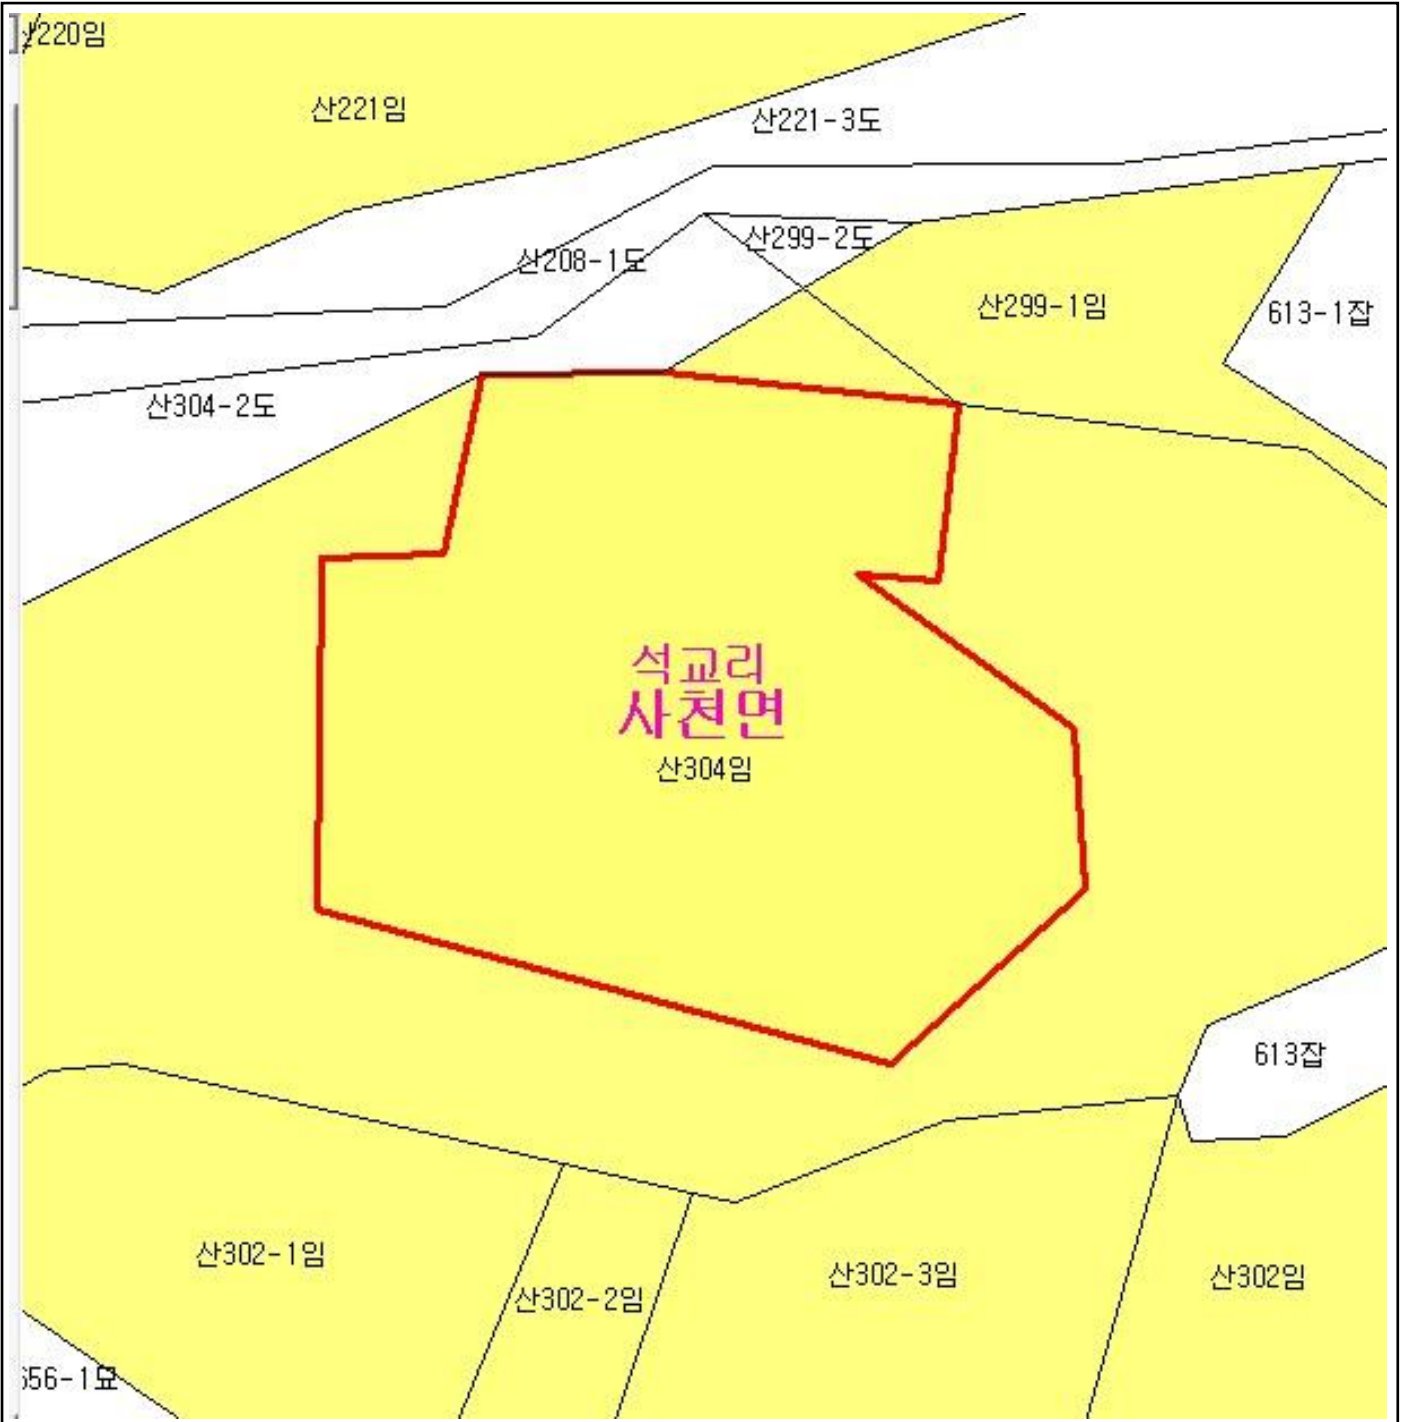 220임
산221임
산221-3도
산299-2도
산208-1도
산299-1임
613-1잡
산304-2도
석교리
사천면
산304임
613잡
산302-1임
산302-3임
산302임
산302-2임
656-1묘